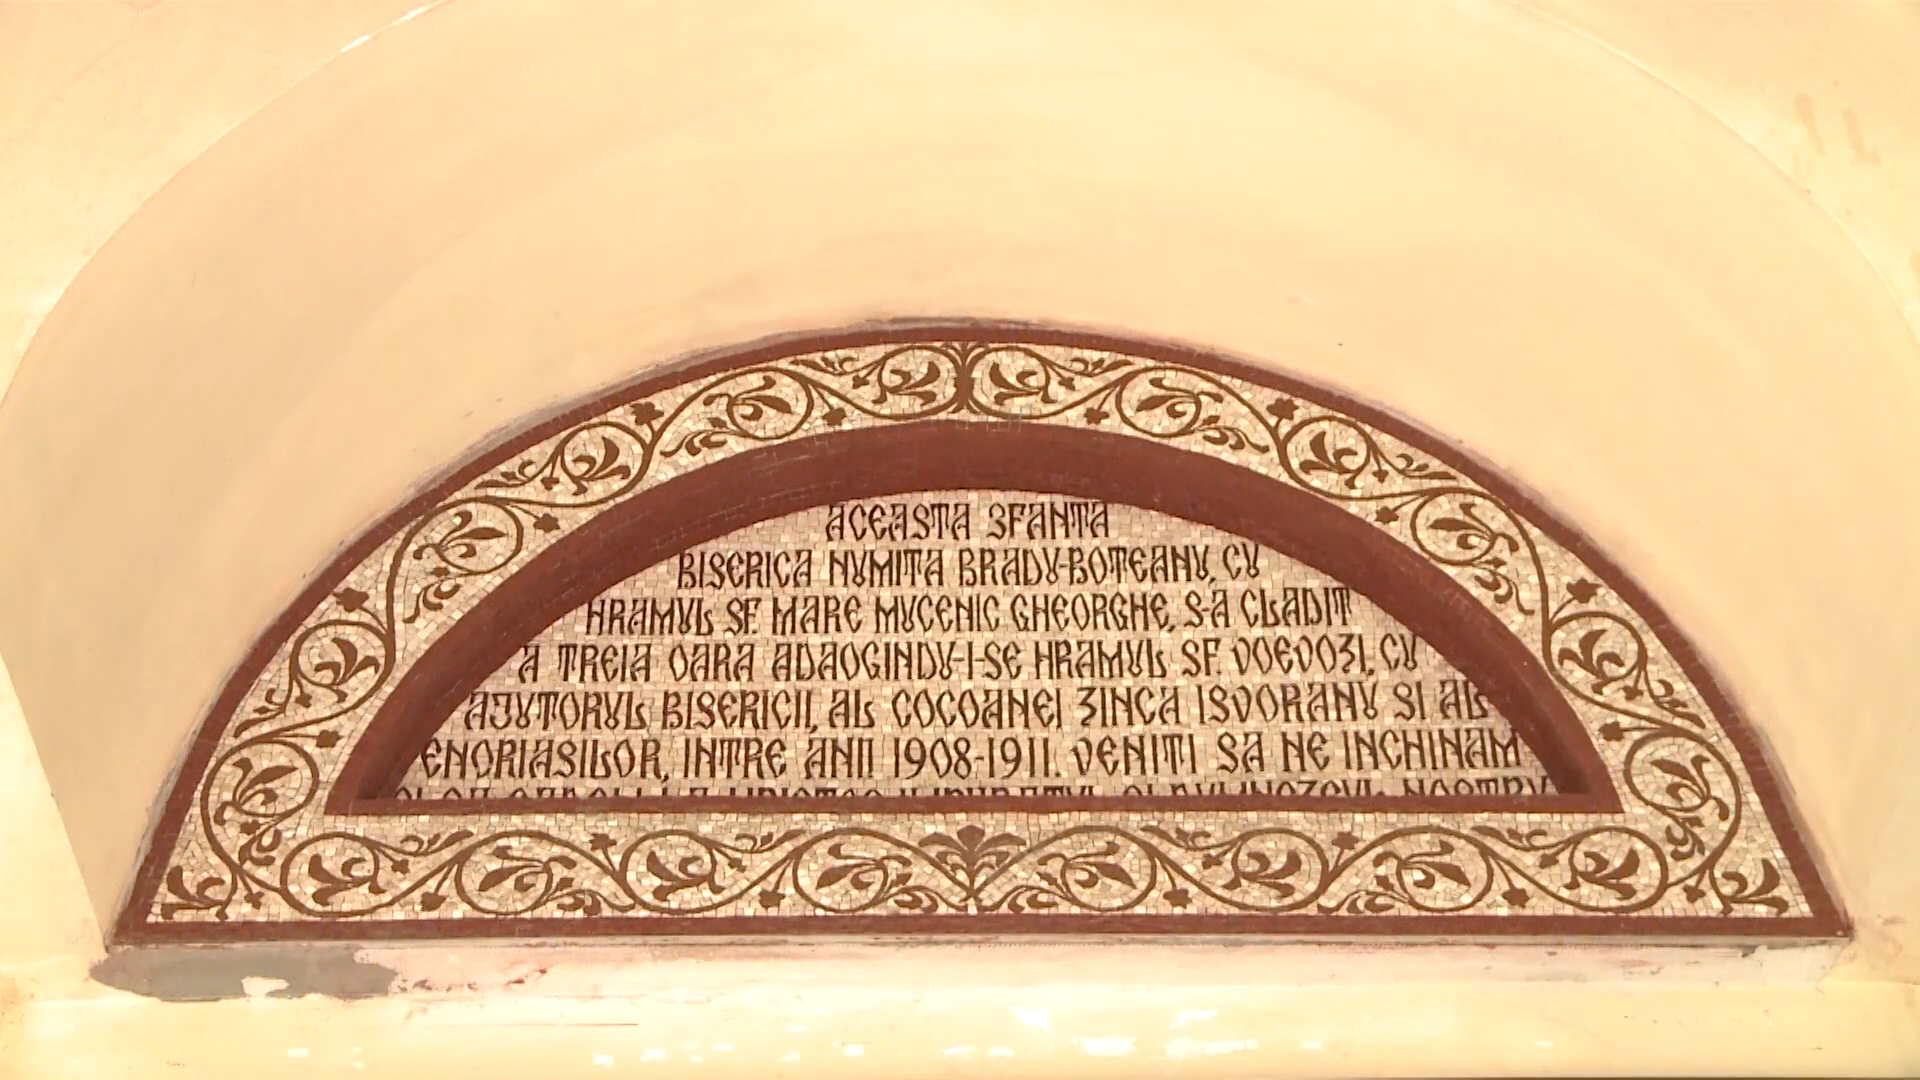 ACEASTA SFANTA
BISERICA NUMITA BRADU-BOTEANU, CU
HRAMUL SF. MARE MUCENIC GHEORGHE, S-A CLADIT
A TREIA OARA ADAOGINDU-I-SE HRAMUL SF. VOEVOZI, CU
AJUTORUL BISERICII, AL COCOANEI ZINCA ISVORANU SI AL
ENORIASILOR, INTRE ANII 1908-1911. VENITI SA NE INCHINAM